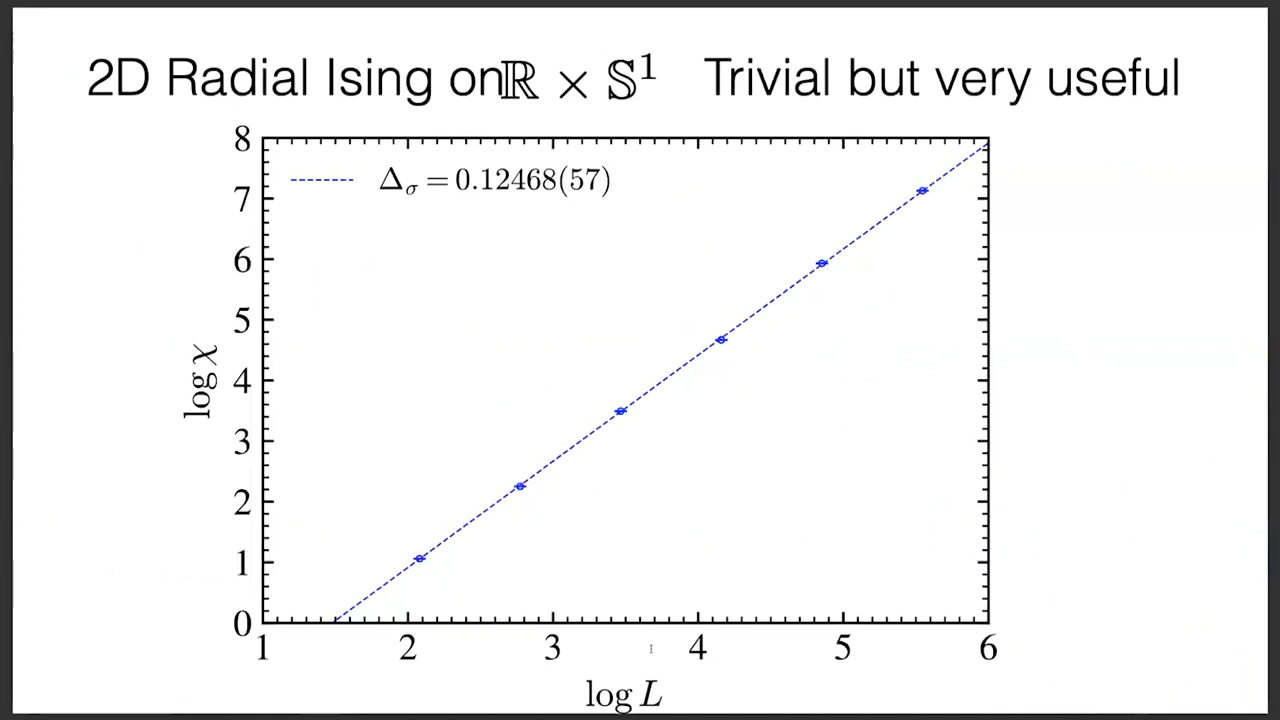 2D Radial Ising onℝ × 𝕊¹ Trivial but very useful
8
Δσ = 0.12468(57)
7
6
5
log χ
4
3
2
1
0
1 2 3 4 5 6
log L